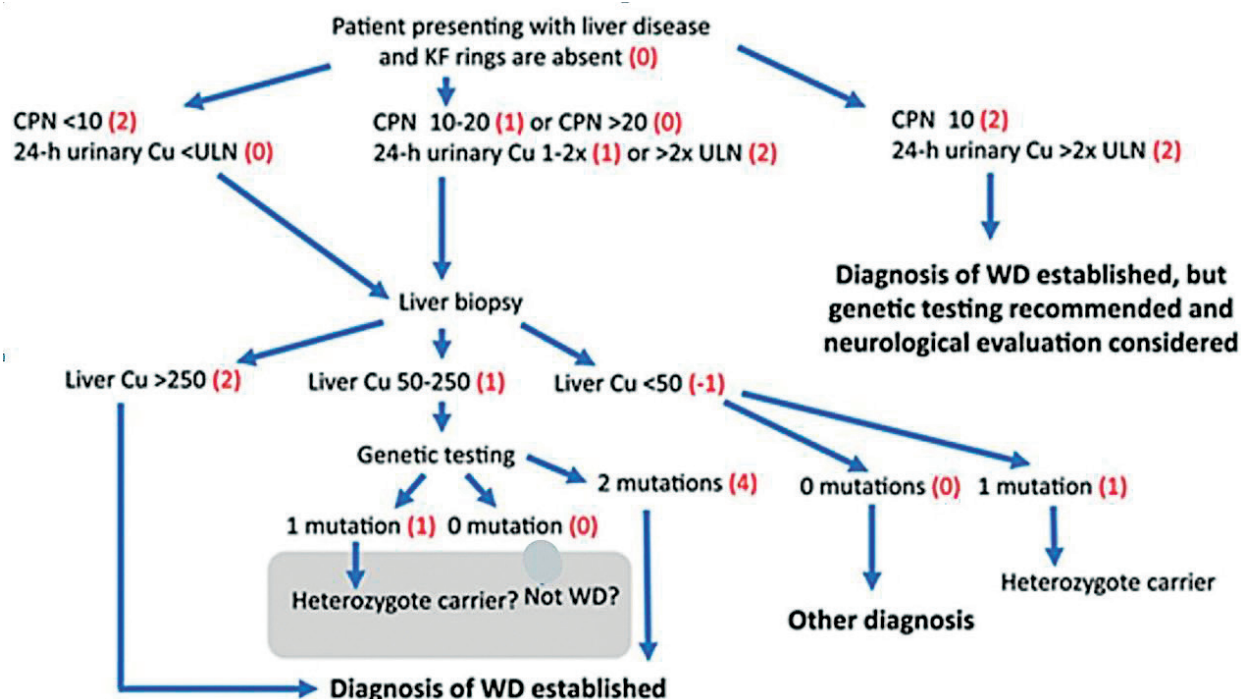 Patient presenting with liver disease
and KF rings are absent (0)
CPN <10 (2)
24-h urinary Cu <ULN (0)
CPN 10-20 (1) or CPN >20 (0)
24-h urinary Cu 1-2x (1) or >2x ULN (2)
CPN 10 (2)
24-h urinary Cu >2x ULN (2)
Diagnosis of WD established, but
genetic testing recommended and
neurological evaluation considered
Liver biopsy
Liver Cu >250 (2)
Liver Cu 50-250 (1)
Liver Cu <50 (-1)
Genetic testing
2 mutations (4)
0 mutations (0)
1 mutation (1)
1 mutation (1)
0 mutation (0)
Heterozygote carrier?
Not WD?
Heterozygote carrier
Other diagnosis
Diagnosis of WD established